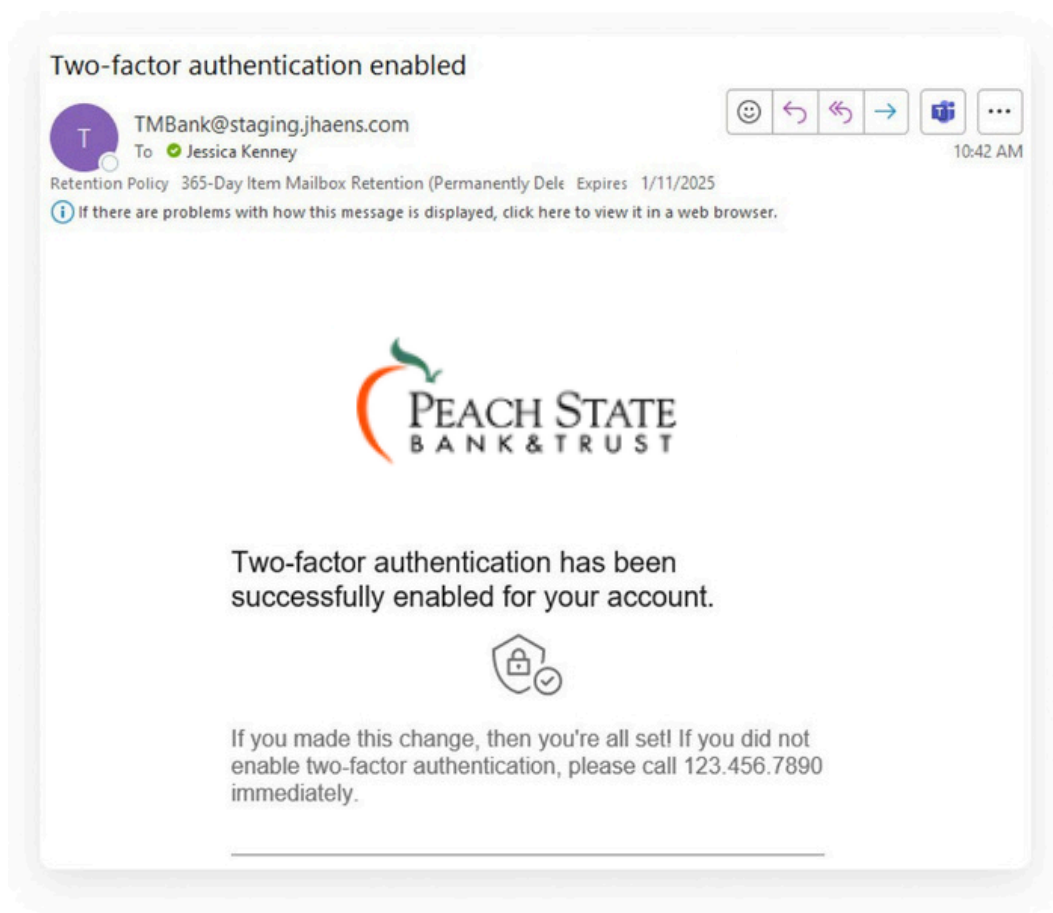 Two-factor authentication enabled
T
TMBank@staging.jhaens.com
To Jessica Kenney
10:42 AM
Retention Policy 365-Day Item Mailbox Retention (Permanently Dele Expires 1/11/2025
If there are problems with how this message is displayed, click here to view it in a web browser.
PEACH STATE
BANK & TRUST
Two-factor authentication has been
successfully enabled for your account.
If you made this change, then you're all set! If you did not
enable two-factor authentication, please call 123.456.7890
immediately.